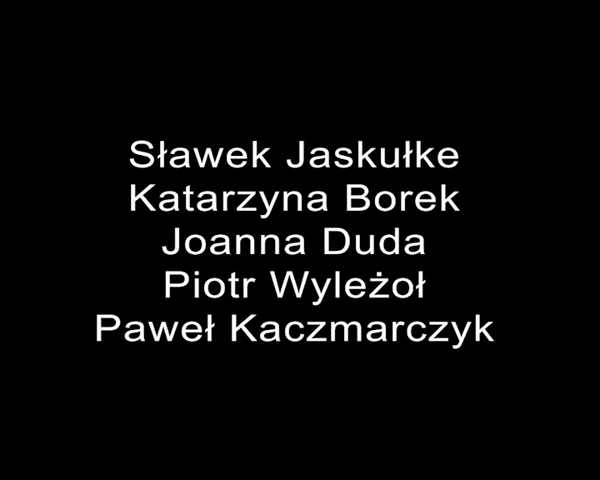 Sławek Jaskułke
Katarzyna Borek
Joanna Duda
Piotr Wyleżoł
Paweł Kaczmarczyk